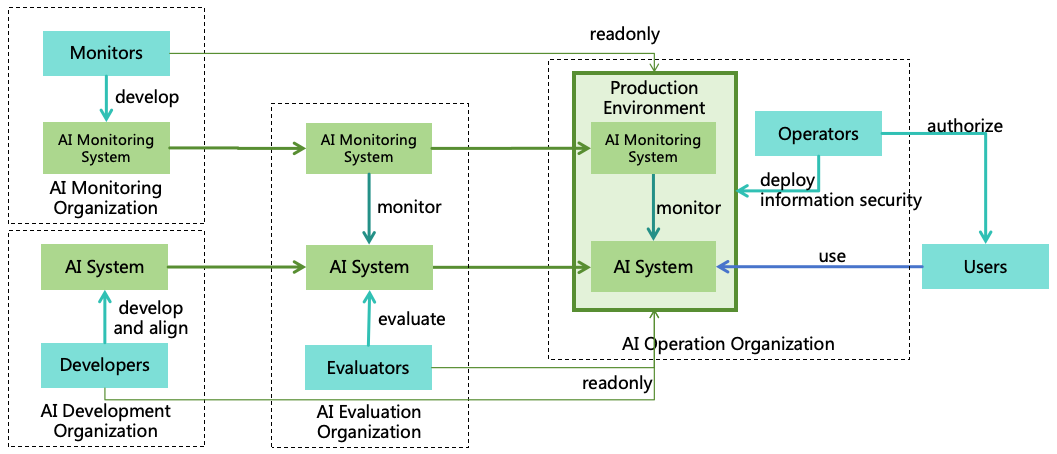 Monitors
develop
AI Monitoring
System
AI Monitoring
Organization
AI System
develop
and align
Developers
AI Development
Organization
AI Monitoring
System
monitor
AI System
evaluate
Evaluators
AI Evaluation
Organization
readonly
Production
Environment
AI Monitoring
System
monitor
AI System
Operators
authorize
deploy
information security
use
Users
AI Operation Organization
readonly